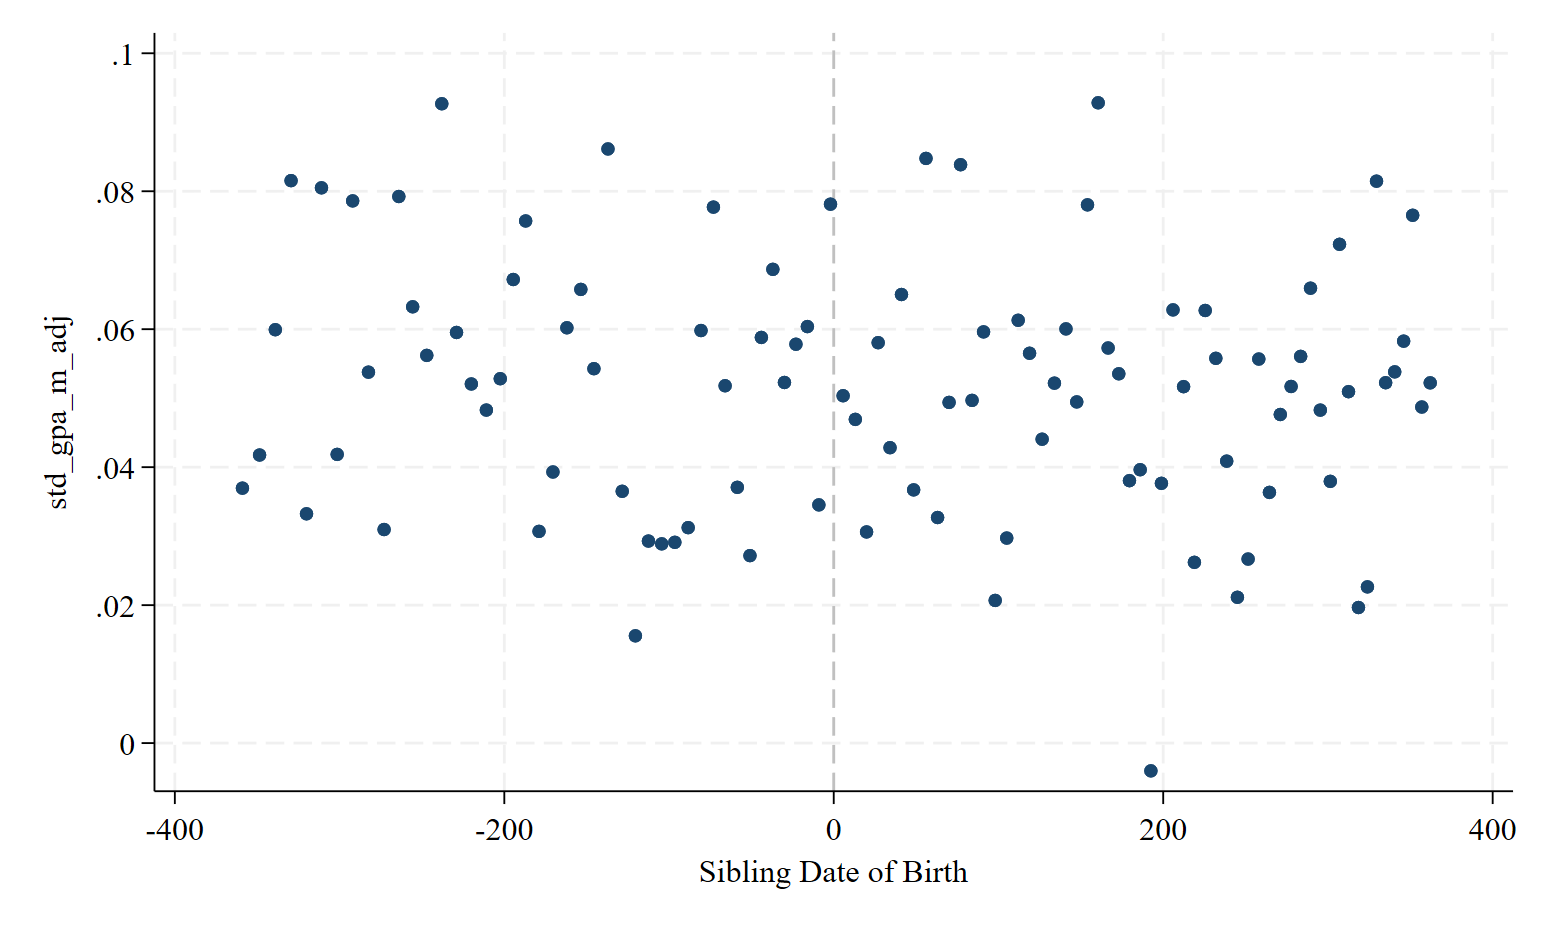 .1
.08
.06
.04
.02
0
std_gpa_m_adj
-400 -200 0 200 400
Sibling Date of Birth